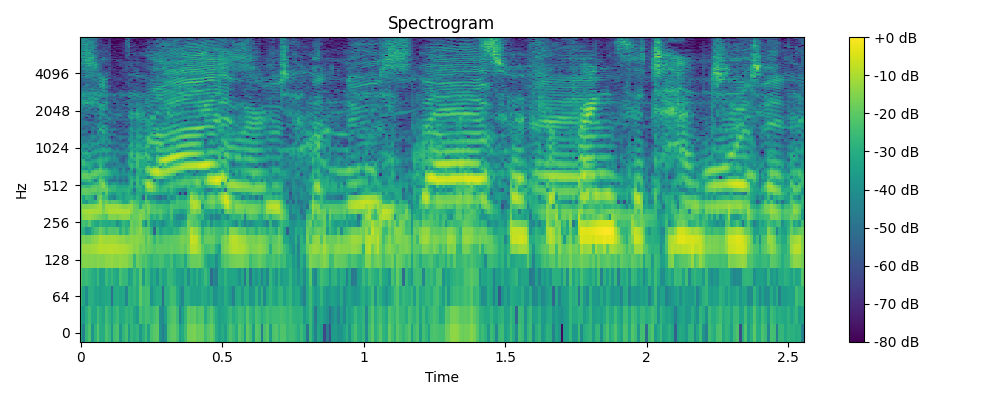 Spectrogram
4096
2048
1024
512
256
128
64
0
Hz
0
0.5
1
1.5
2
2.5
Time
+0 dB
-10 dB
-20 dB
-30 dB
-40 dB
-50 dB
-60 dB
-70 dB
-80 dB